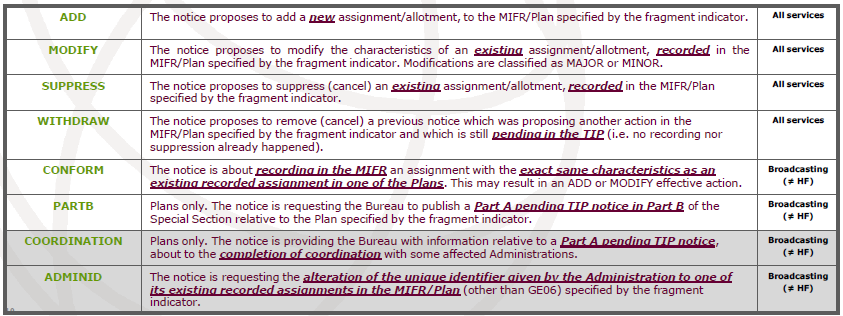 ADD
The notice proposes to add a new assignment/allotment, to the MIFR/Plan specified by the fragment indicator.
All services
MODIFY
The notice proposes to modify the characteristics of an existing assignment/allotment, recorded in the
MIFR/Plan specified by the fragment indicator. Modifications are classified as MAJOR or MINOR.
All services
SUPPRESS
The notice proposes to suppress (cancel) an existing assignment/allotment, recorded in the MIFR/Plan
specified by the fragment indicator.
All services
WITHDRAW
The notice proposes to remove (cancel) a previous notice which was proposing another action in the
MIFR/Plan specified by the fragment indicator and which is still pending in the TIP (i.e. no recording nor
suppression already happened).
All services
CONFORM
The notice is about recording in the MIFR an assignment with the exact same characteristics as an
existing recorded assignment in one of the Plans. This may result in an ADD or MODIFY effective action.
Broadcasting
(≠ HF)
PARTB
Plans only. The notice is requesting the Bureau to publish a Part A pending TIP notice in Part B of the
Special Section relative to the Plan specified by the fragment indicator.
Broadcasting
(≠ HF)
COORDINATION
Plans only. The notice is providing the Bureau with information relative to a Part A pending TIP notice,
about to the completion of coordination with some affected Administrations.
Broadcasting
(≠ HF)
ADMINID
The notice is requesting the alteration of the unique identifier given by the Administration to one of
its existing recorded assignments in the MIFR/Plan (other than GE06) specified by the fragment
indicator.
Broadcasting
(≠ HF)